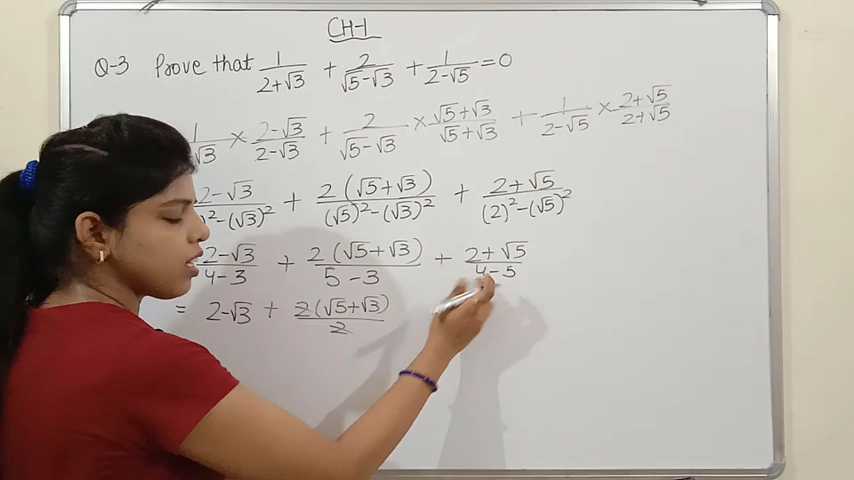 CH-1
Q-3 Prove that 1/(2+√3) + 2/(√5-√3) + 1/(2-√5) = 0
1/√3 × (2-√3)/(2-√3) + 2/(√5-√3) × (√5+√3)/(√5+√3) + 1/(2-√5) × (2+√5)/(2+√5)
(2-√3)/()²-(√3)² + 2(√5+√3)/(√5)²-(√3)² + (2+√5)/(2)²-(√5)²
(2-√3)/(4-3) + 2(√5+√3)/(5-3) + (2+√5)/(4-5)
= 2-√3 + 2(√5+√3)/2